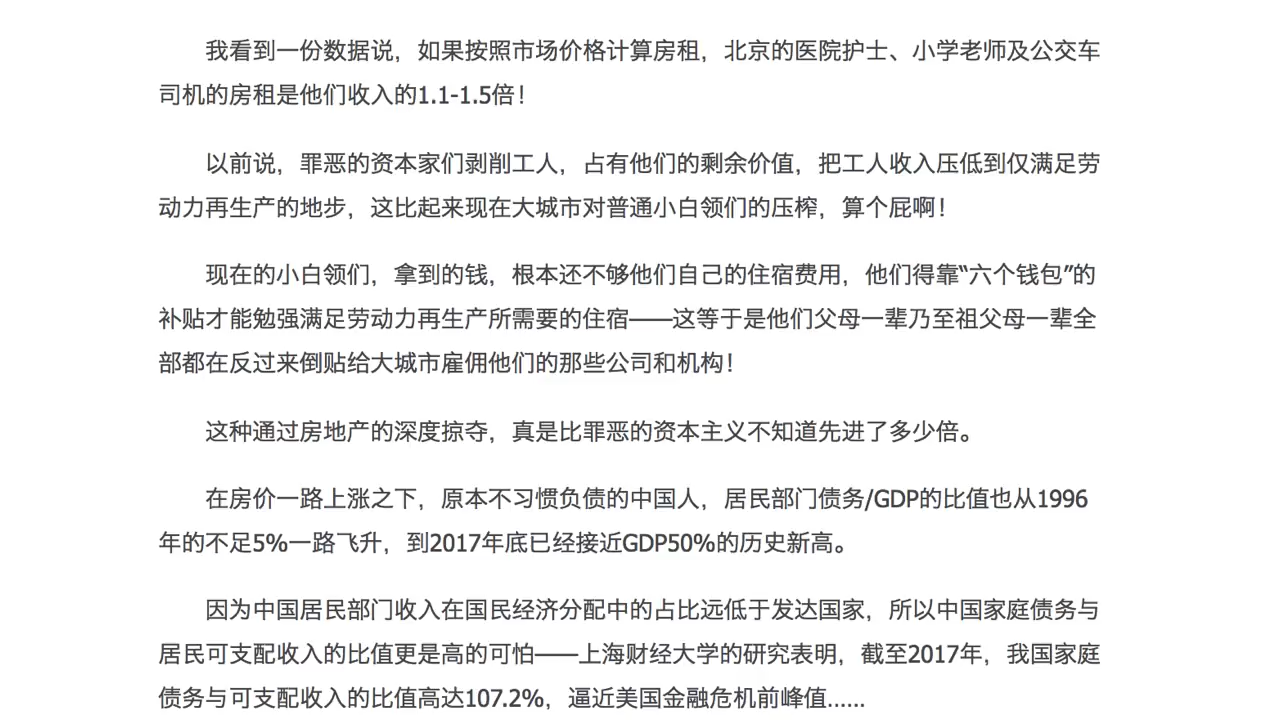 我看到一份数据说，如果按照市场价格计算房租，北京的医院护士、小学老师及公交车
司机的房租是他们收入的1.1-1.5倍！
以前说，罪恶的资本家们剥削工人，占有他们的剩余价值，把工人收入压低到仅满足劳
动力再生产的地步，这比起来现在大城市对普通小白领们的压榨，算个屁啊！
现在的小白领们，拿到的钱，根本还不够他们自己的住宿费用，他们得靠“六个钱包”的
补贴才能勉强满足劳动力再生产所需要的住宿——这等于是他们父母一辈乃至祖父母一辈全
部都在反过来倒贴给大城市雇佣他们的那些公司和机构！
这种通过房地产的深度掠夺，真是比罪恶的资本主义不知道先进了多少倍。
在房价一路上涨之下，原本不习惯负债的中国人，居民部门债务/GDP的比值也从1996
年的不足5%一路飞升，到2017年底已经接近GDP50%的历史新高。
因为中国居民部门收入在国民经济分配中的占比远低于发达国家，所以中国家庭债务与
居民可支配收入的比值更是高的可怕——上海财经大学的研究表明，截至2017年，我国家庭
债务与可支配收入的比值高达107.2%，逼近美国金融危机前峰值……